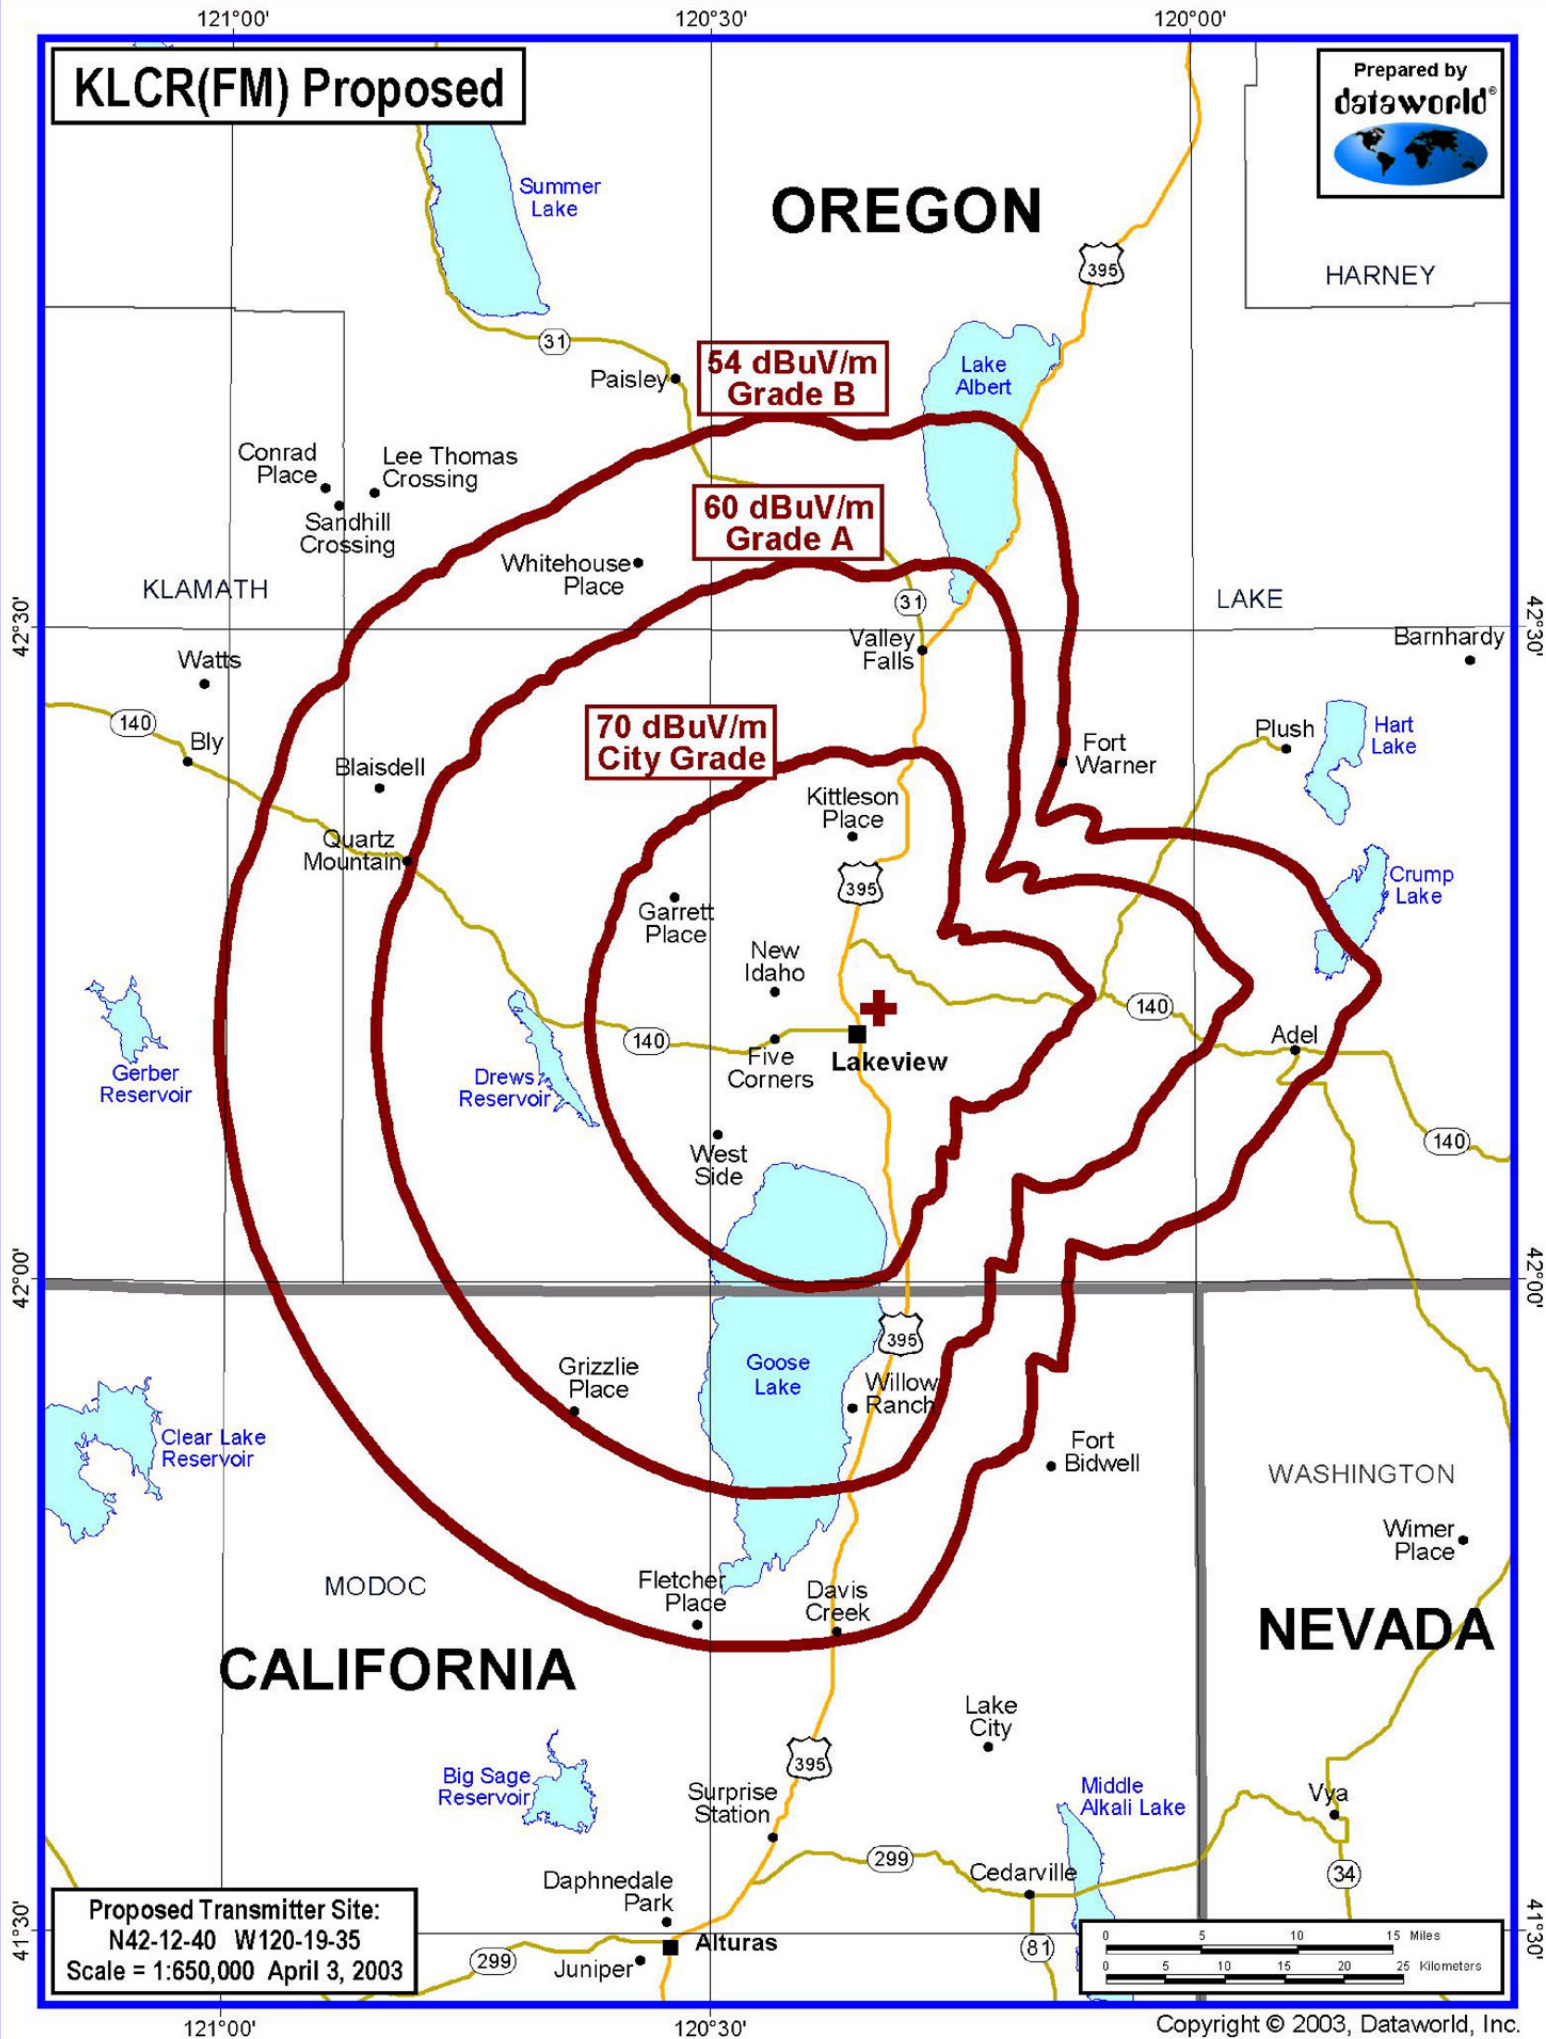 121°00'
120°30'
120°00'
KLCR(FM) Proposed
Prepared by
dataworld®
Summer
Lake
OREGON
395
HARNEY
31
54 dBuV/m
Grade B
Lake
Albert
Paisley
Conrad
Place
Lee Thomas
Crossing
Sandhill
Crossing
60 dBuV/m
Grade A
Whitehouse
Place
KLAMATH
31
LAKE
42°30'
42°30'
Valley
Falls
Barnhardy
Watts
140
Bly
70 dBuV/m
City Grade
Fort
Warner
Plush
Hart
Lake
Blaisdell
Kittleson
Place
Quartz
Mountain
395
Crump
Lake
Garrett
Place
New
Idaho
140
140
Adel
Five
Corners
Lakeview
Gerber
Reservoir
Drews
Reservoir
140
West
Side
42°00'
42°00'
395
Grizzlie
Place
Goose
Lake
Willow
Ranch
Clear Lake
Reservoir
Fort
Bidwell
WASHINGTON
Wimer
Place
MODOC
Fletcher
Place
Davis
Creek
NEVADA
CALIFORNIA
Lake
City
395
Big Sage
Reservoir
Surprise
Station
Middle
Alkali Lake
Vya
299
Cedarville
34
Daphnedale
Park
Proposed Transmitter Site:
N42-12-40 W120-19-35
Scale = 1:650,000 April 3, 2003
41°30'
41°30'
Alturas
299
Juniper
81
0 5 10 15 Miles
0 5 10 15 20 25 Kilometers
121°00'
120°30'
Copyright © 2003, Dataworld, Inc.